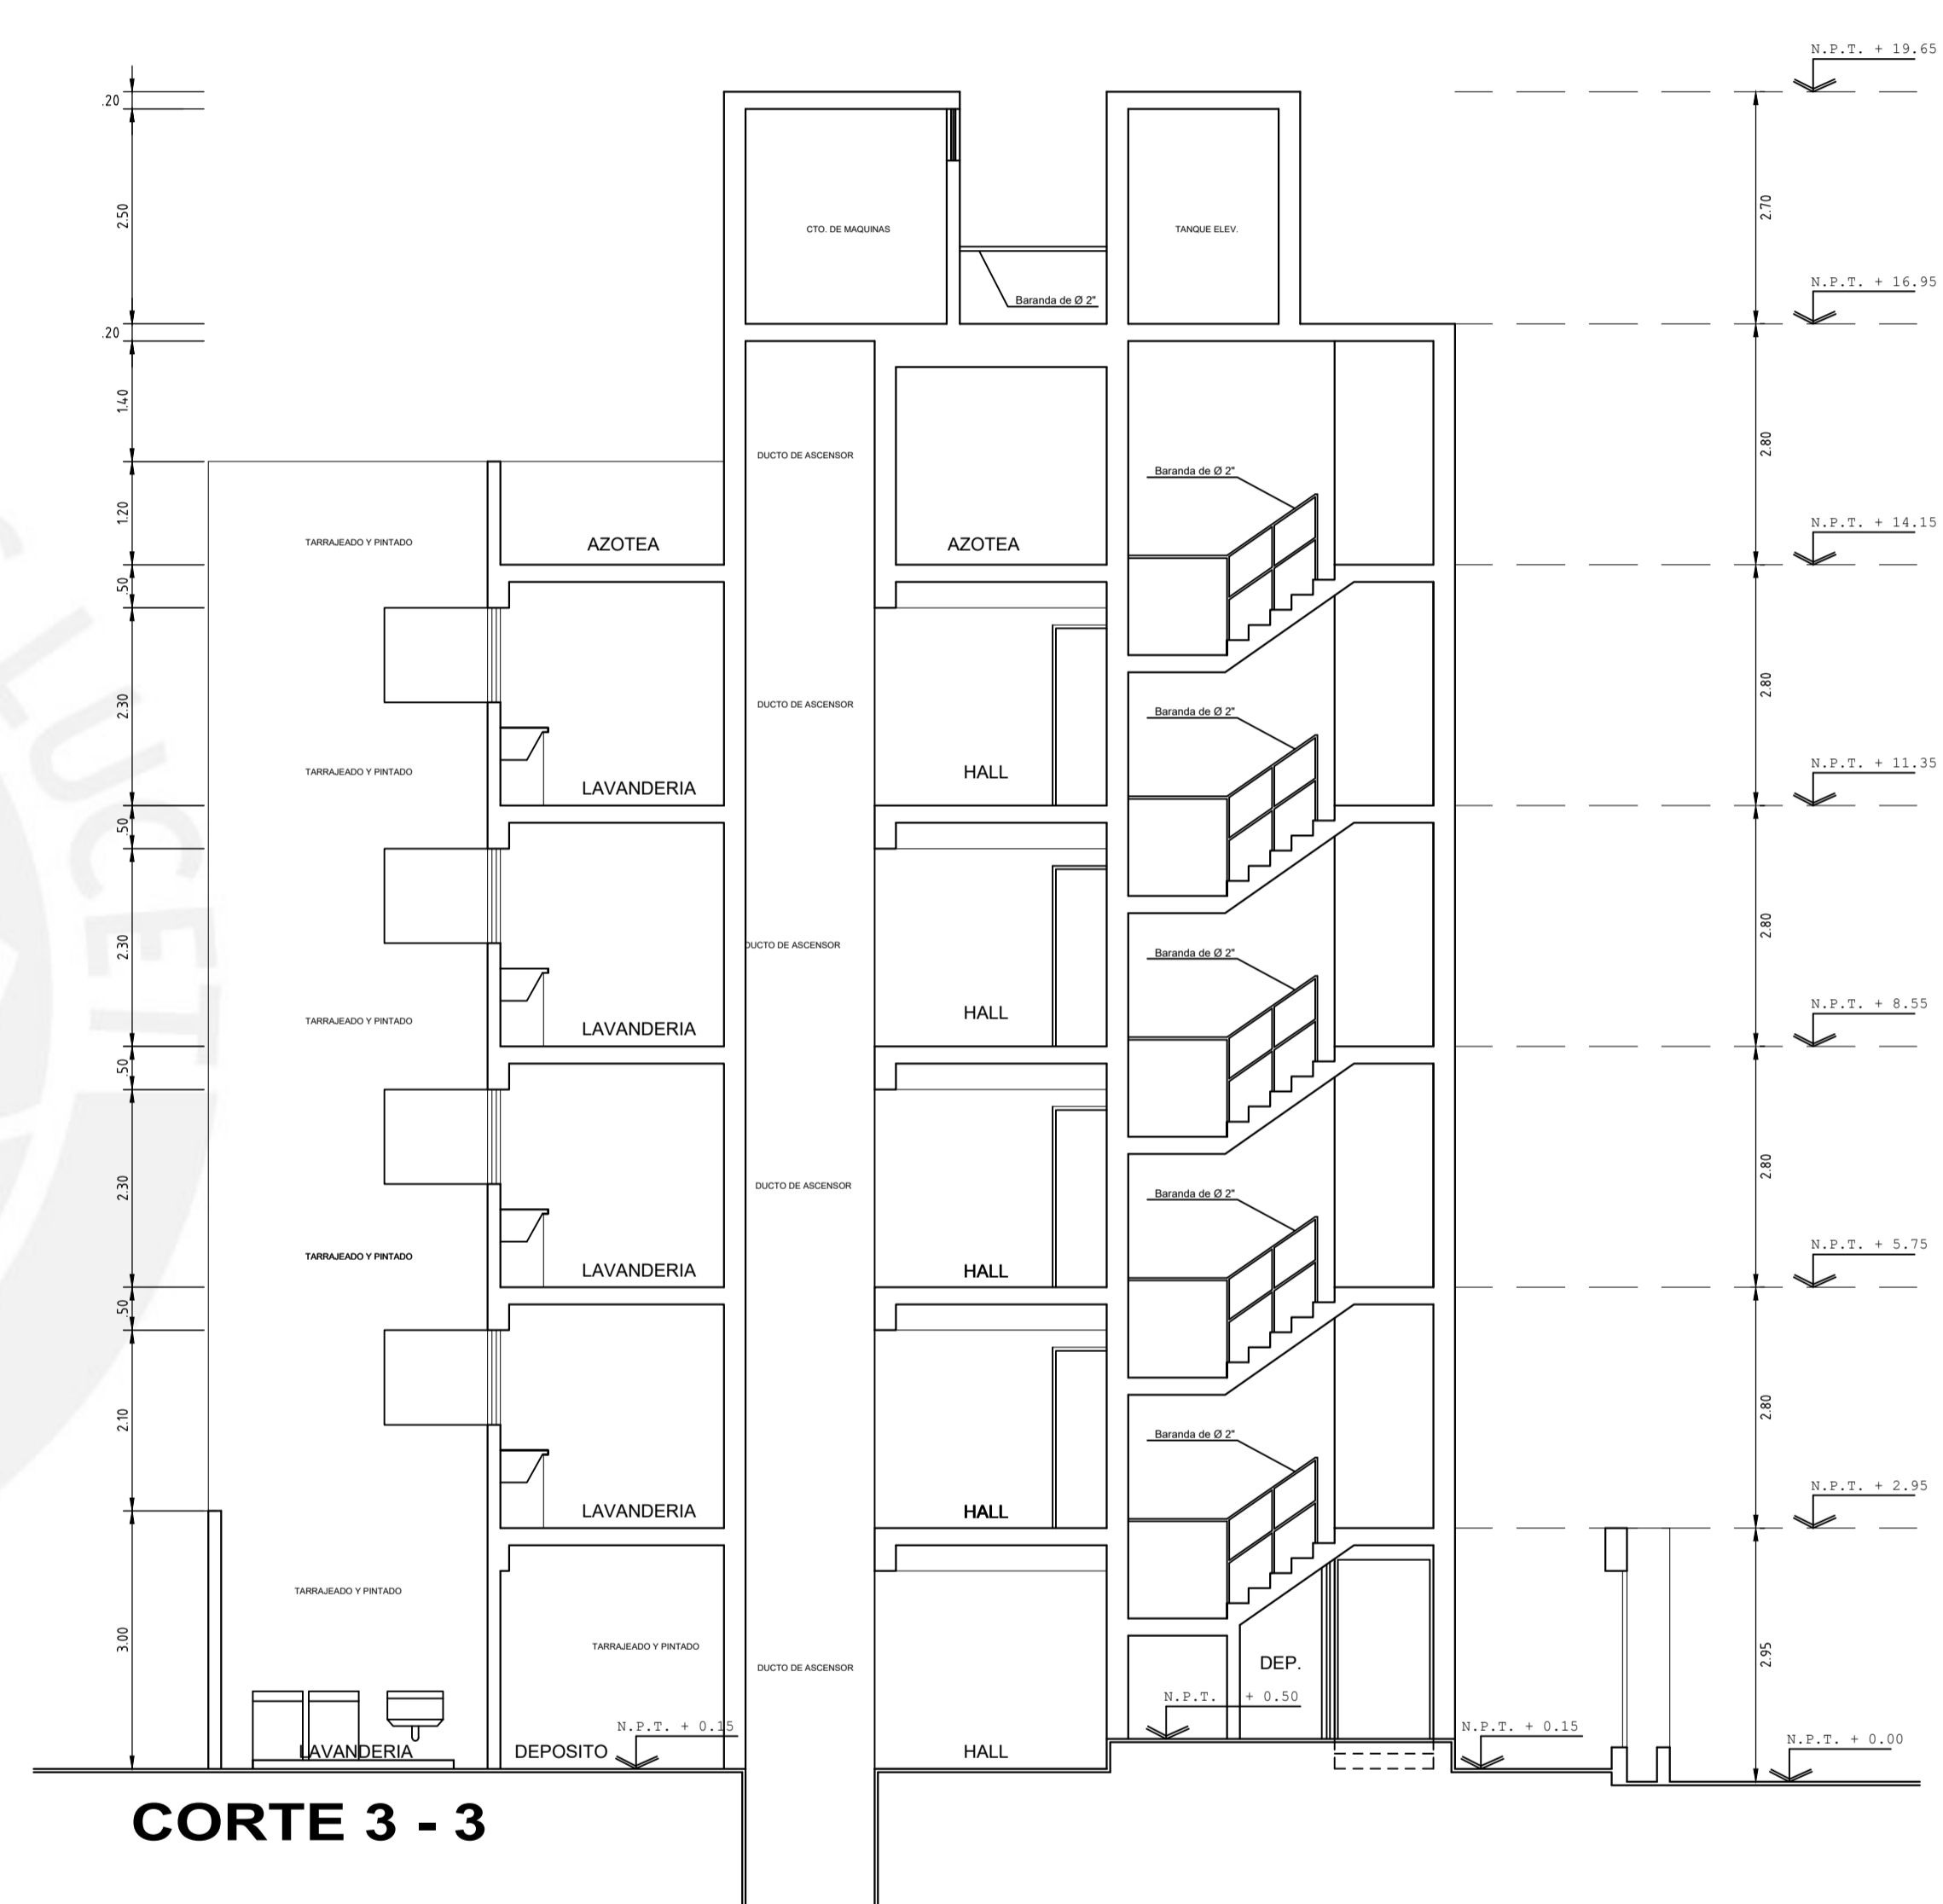 N.P.T. + 19.65
.20
2.50
2.70
CTO. DE MAQUINAS
TANQUE ELEV.
N.P.T. + 16.95
Baranda de Ø 2"
.20
1.40
2.80
DUCTO DE ASCENSOR
Baranda de Ø 2"
1.20
N.P.T. + 14.15
TARRAJEADO Y PINTADO
AZOTEA
AZOTEA
.50
2.30
2.80
DUCTO DE ASCENSOR
Baranda de Ø 2"
N.P.T. + 11.35
TARRAJEADO Y PINTADO
HALL
LAVANDERIA
.50
2.30
2.80
DUCTO DE ASCENSOR
Baranda de Ø 2"
N.P.T. + 8.55
TARRAJEADO Y PINTADO
HALL
LAVANDERIA
.50
2.30
2.80
DUCTO DE ASCENSOR
Baranda de Ø 2"
N.P.T. + 5.75
TARRAJEADO Y PINTADO
LAVANDERIA
HALL
.50
2.10
2.80
Baranda de Ø 2"
N.P.T. + 2.95
LAVANDERIA
HALL
TARRAJEADO Y PINTADO
3.00
TARRAJEADO Y PINTADO
2.95
DUCTO DE ASCENSOR
DEP.
N.P.T. + 0.50
N.P.T. + 0.15
N.P.T. + 0.15
N.P.T. + 0.00
LAVANDERIA
DEPOSITO
HALL
CORTE 3 - 3
LUCET